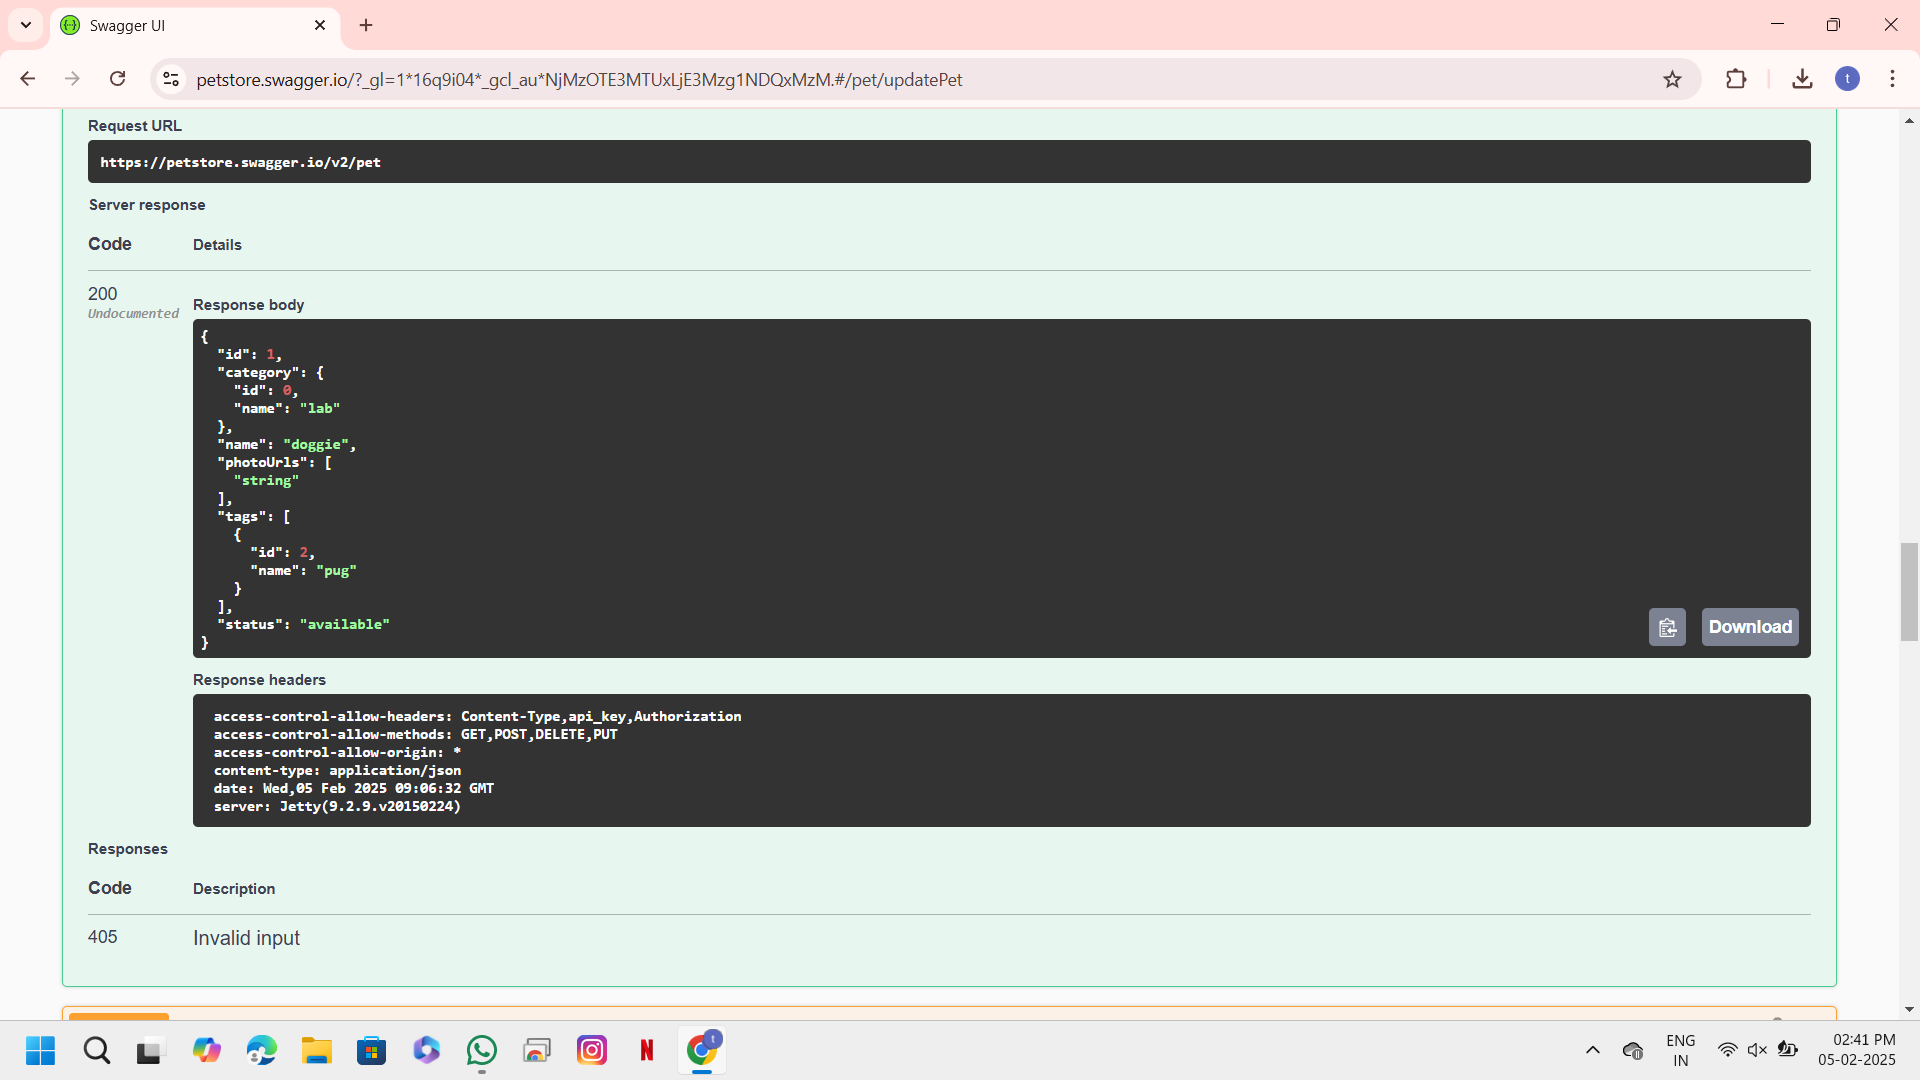 Swagger UI
petstore.swagger.io/?_gl=1*16q9i04*_gcl_au*NjMzOTE3MTUxLjE3Mzg1NDQxMzM.#/pet/updatePet
t
Request URL
https://petstore.swagger.io/v2/pet
Server response
Code Details
200
Undocumented
Response body
{
  "id": 1,
  "category": {
    "id": 0,
    "name": "lab"
  },
  "name": "doggie",
  "photoUrls": [
    "string"
  ],
  "tags": [
    {
      "id": 2,
      "name": "pug"
    }
  ],
  "status": "available"
}
Download
Response headers
access-control-allow-headers: Content-Type,api_key,Authorization
access-control-allow-methods: GET,POST,DELETE,PUT
access-control-allow-origin: *
content-type: application/json
date: Wed,05 Feb 2025 09:06:32 GMT
server: Jetty(9.2.9.v20150224)
Responses
Code Description
405 Invalid input
N
t
ENG
IN
02:41 PM
05-02-2025